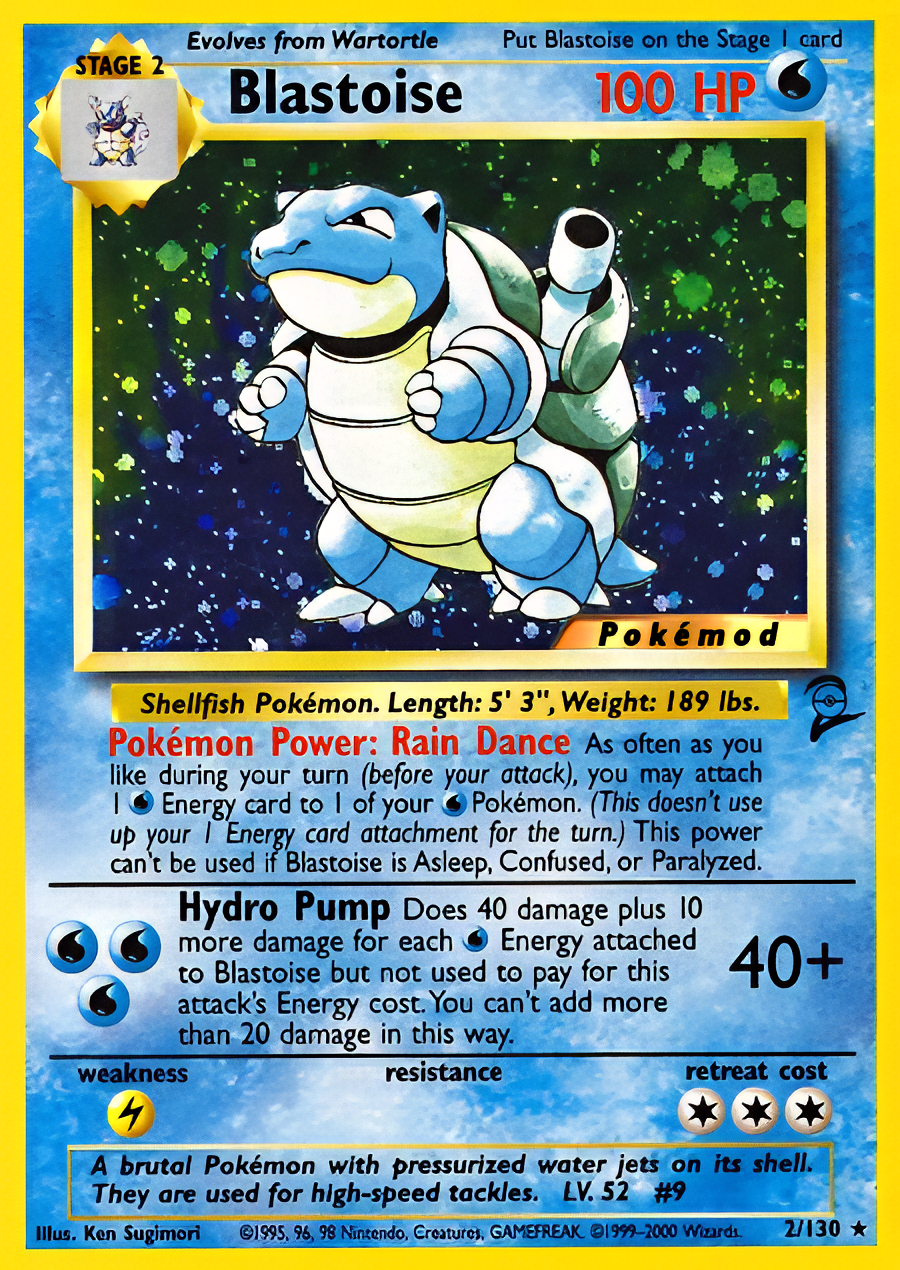 Evolves from Wartortle Put Blastoise on the Stage 1 card
STAGE 2
Blastoise 100 HP
Pokémod
Shellfish Pokémon. Length: 5' 3", Weight: 189 lbs.
Pokémon Power: Rain Dance As often as you
like during your turn (before your attack), you may attach
1 Energy card to 1 of your Pokémon. (This doesn't use
up your 1 Energy card attachment for the turn.) This power
can't be used if Blastoise is Asleep, Confused, or Paralyzed.
Hydro Pump Does 40 damage plus 10
more damage for each Energy attached
to Blastoise but not used to pay for this
attack's Energy cost. You can't add more
than 20 damage in this way.
40+
weakness resistance retreat cost
A brutal Pokémon with pressurized water jets on its shell.
They are used for high-speed tackles. LV. 52 #9
Illus. Ken Sugimori ©1995, 96, 98 Nintendo, Creatures, GAMEFREAK. ©1999–2000 Wizards. 2/130 ★